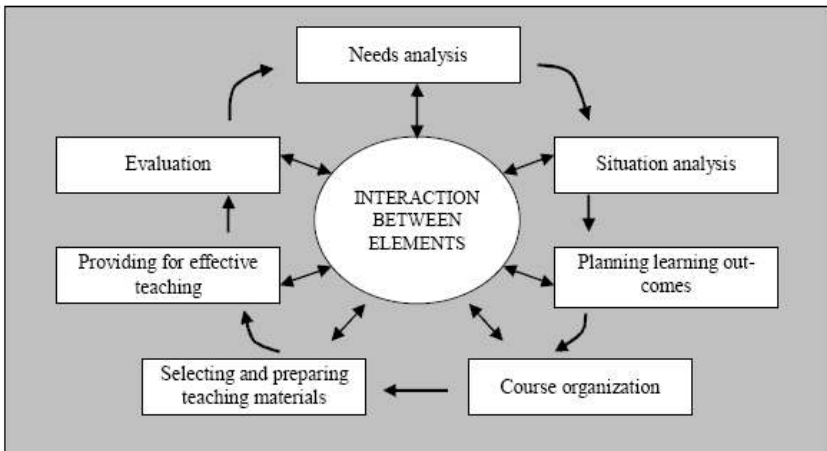 Needs analysis
Evaluation
Situation analysis
INTERACTION
BETWEEN
ELEMENTS
Providing for effective
teaching
Planning learning out-
comes
Selecting and preparing
teaching materials
Course organization